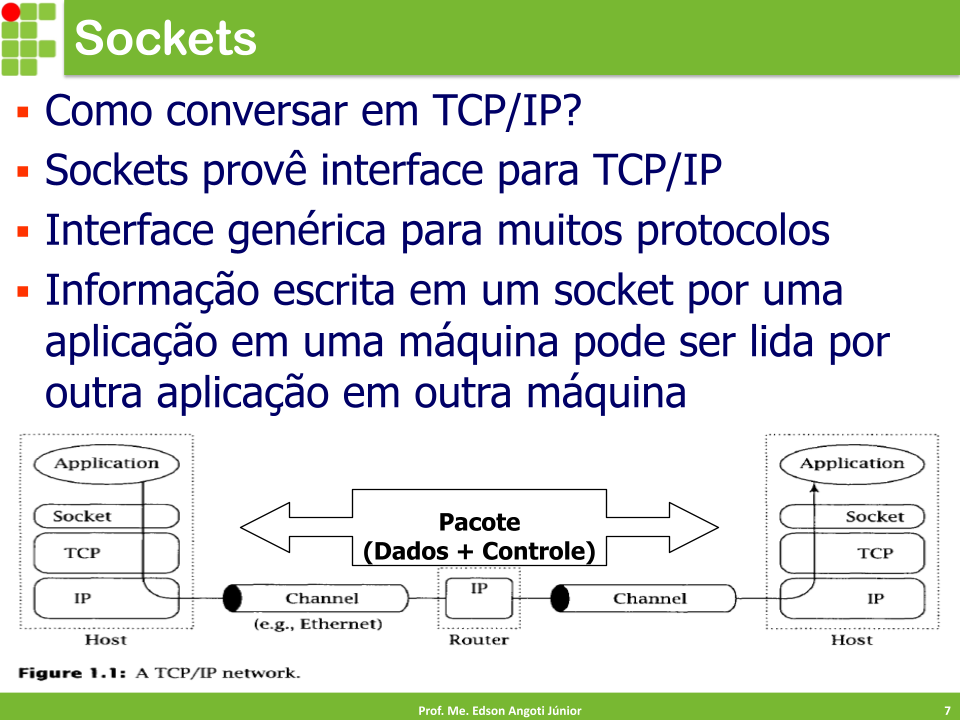 Sockets
▪ Como conversar em TCP/IP?
▪ Sockets provê interface para TCP/IP
▪ Interface genérica para muitos protocolos
▪ Informação escrita em um socket por uma
aplicação em uma máquina pode ser lida por
outra aplicação em outra máquina
Application
Socket
TCP
IP
Host
Pacote
(Dados + Controle)
Channel
(e.g., Ethernet)
IP
Router
Channel
Application
Socket
TCP
IP
Host
Figure 1.1: A TCP/IP network.
Prof. Me. Edson Angoti Júnior
7